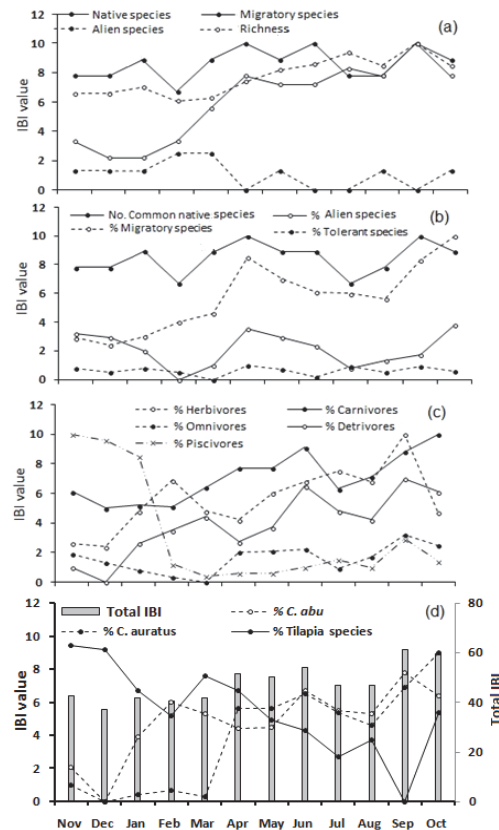 Native species Migratory species
Alien species Richness
(a)
12
10
8
6
4
2
0
IBI value
No. Common native species % Alien species
% Migratory species % Tolerant species
(b)
12
10
8
6
4
2
0
IBI value
% Herbivores % Carnivores
% Omnivores % Detrivores
% Piscivores
(c)
12
10
8
6
4
2
0
IBI value
Total IBI % C. abu
% C. auratus % Tilapia species
(d)
12
10
8
6
4
2
0
IBI value
80
60
40
20
0
Total IBI
Nov Dec Jan Feb Mar Apr May Jun Jul Aug Sep Oct